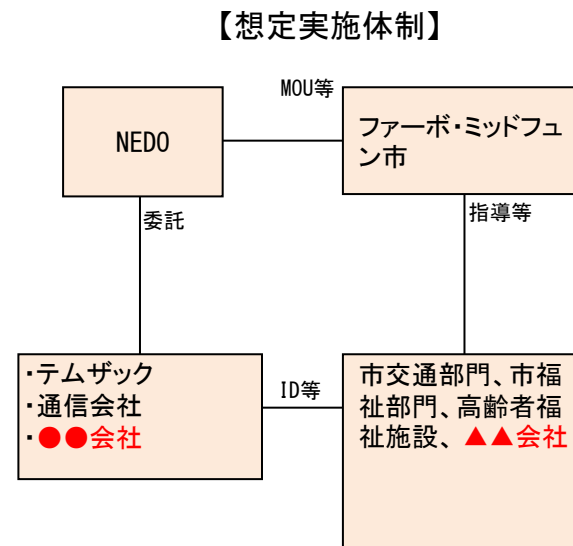 【想定実施体制】
MOU等
NEDO
ファーボ・ミッドフュ
ン市
委託
指導等
・テムザック
・通信会社
・●●会社
ID等
市交通部門、市福
祉部門、高齢者福
祉施設、▲▲会社